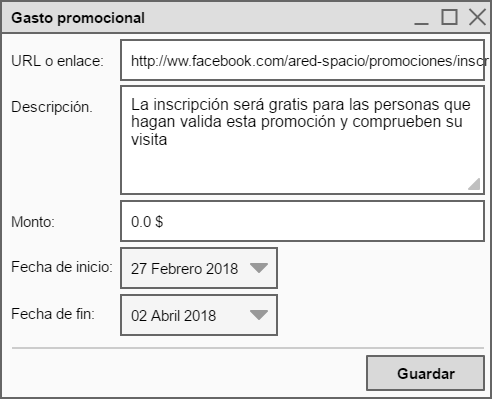 Gasto promocional
URL o enlace: http://ww.facebook.com/ared-spacio/promociones/inscr
Descripción. La inscripción será gratis para las personas que
hagan valida esta promoción y comprueben su
visita
Monto: 0.0 $
Fecha de inicio: 27 Febrero 2018
Fecha de fin: 02 Abril 2018
Guardar